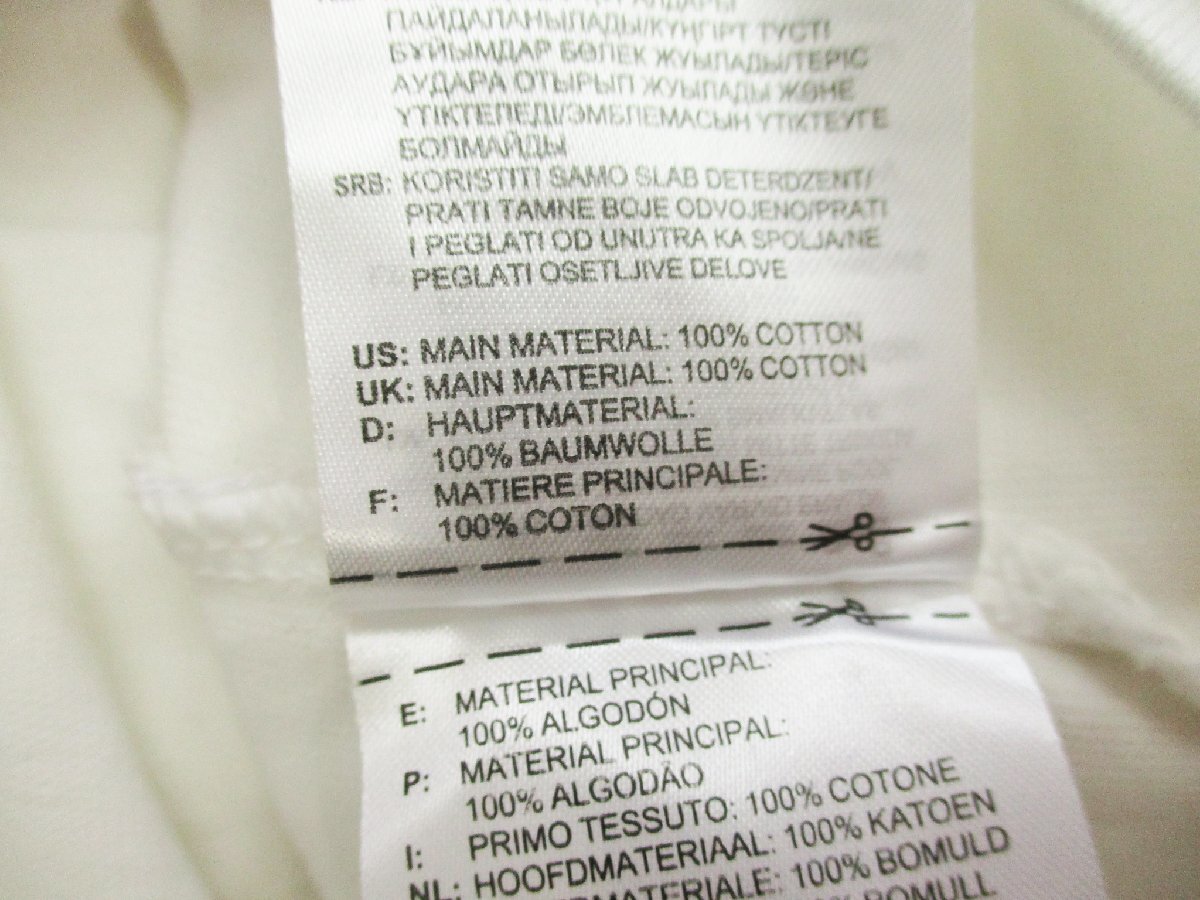 ПАЙДАЛАНЫЛАДЫ/КҮҢГІРТ ТҮСТІ
БҰЙЫМДАР БӨЛЕК ЖУЫЛАДЫ/ТЕРІС
АУДАРА ОТЫРЫП ЖУЫЛАДЫ ЖӘНЕ
ҮТІКТЕЛЕДІ/ЭМБЛЕМАСЫН ҮТІКТЕУГЕ
БОЛМАЙДЫ
SRB: KORISTITI SAMO SLAB DETERDZENT/
PRATI TAMNE BOJE ODVOJENO/PRATI
I PEGLATI OD UNUTRA KA SPOLJA/NE
PEGLATI OSETLJIVE DELOVE
US: MAIN MATERIAL: 100% COTTON
UK: MAIN MATERIAL: 100% COTTON
D: HAUPTMATERIAL:
100% BAUMWOLLE
F: MATIERE PRINCIPALE:
100% COTON
E: MATERIAL PRINCIPAL:
100% ALGODÓN
P: MATERIAL PRINCIPAL:
100% ALGODÃO
I: PRIMO TESSUTO: 100% COTONE
NL: HOOFDMATERIAAL: 100% KATOEN
100% BOMULD
BOMULL